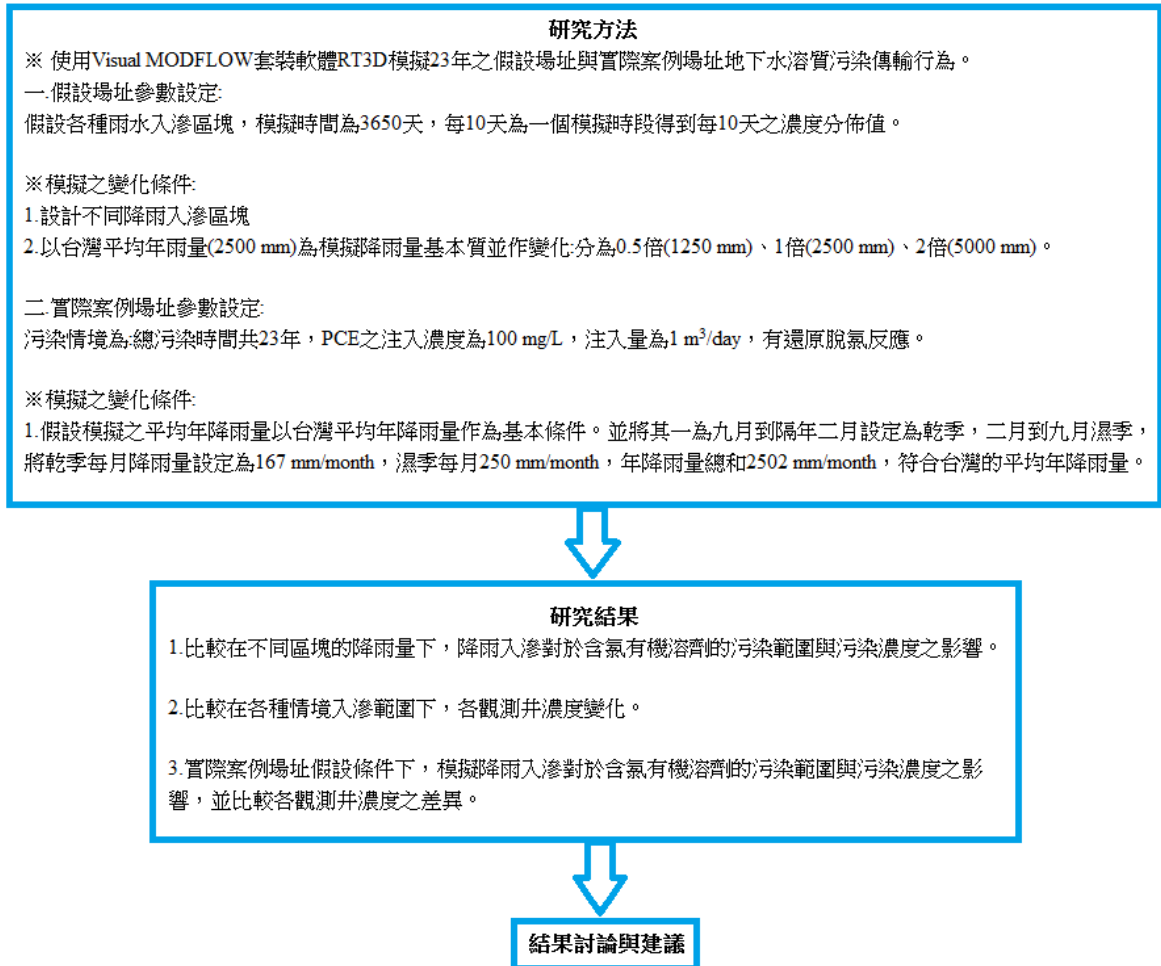 研究方法
※ 使用Visual MODFLOW套裝軟體RT3D模擬23年之假設場址與實際案例場址地下水溶質污染傳輸行為。
一.假設場址參數設定:
假設各種雨水入滲區塊，模擬時間為3650天，每10天為一個模擬時段得到每10天之濃度分佈值。
※模擬之變化條件:
1.設計不同降雨入滲區塊
2.以台灣平均年雨量(2500 mm)為模擬降雨量基本質並作變化:分為0.5倍(1250 mm)、1倍(2500 mm)、2倍(5000 mm)。
二.實際案例場址參數設定:
污染情境為:總污染時間共23年，PCE之注入濃度為100 mg/L，注入量為1 m³/day，有還原脫氯反應。
※模擬之變化條件:
1.假設模擬之平均年降雨量以台灣平均年降雨量作為基本條件。並將其一為九月到隔年二月設定為乾季，二月到九月濕季，
將乾季每月降雨量設定為167 mm/month，濕季每月250 mm/month，年降雨量總和2502 mm/month，符合台灣的平均年降雨量。
研究結果
1.比較在不同區塊的降雨量下，降雨入滲對於含氯有機溶劑的污染範圍與污染濃度之影響。
2.比較在各種情境入滲範圍下，各觀測井濃度變化。
3.實際案例場址假設條件下，模擬降雨入滲對於含氯有機溶劑的污染範圍與污染濃度之影
響，並比較各觀測井濃度之差異。
結果討論與建議